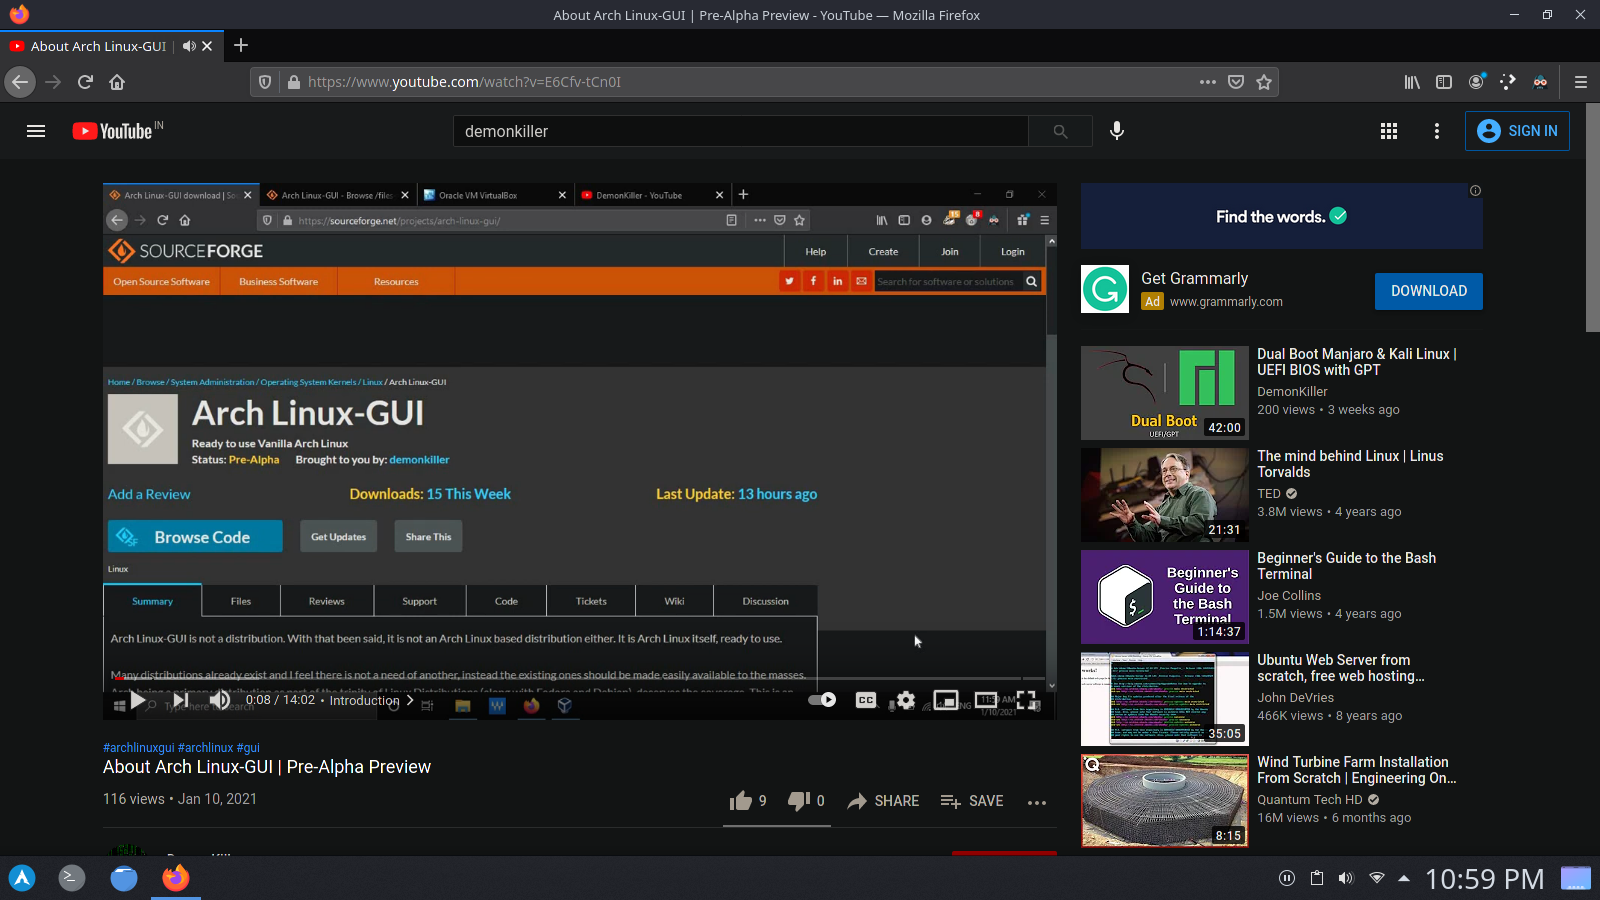 About Arch Linux-GUI | Pre-Alpha Preview - YouTube — Mozilla Firefox
About Arch Linux-GUI
https://www.youtube.com/watch?v=E6Cfv-tCn0I
YouTube IN
demonkiller
SIGN IN
Arch Linux-GUI download |
Arch Linux-GUI - Browse /files
Oracle VM VirtualBox
DemonKiller - YouTube
https://sourceforge.net/projects/arch-linux-gui/
15
8
SOURCEFORGE
Help
Create
Join
Login
Open Source Software
Business Software
Resources
Search for software or solutions
Home / Browse / System Administration / Operating System Kernels / Linux / Arch Linux-GUI
Arch Linux-GUI
Ready to use Vanilla Arch Linux
Status: Pre-Alpha
Brought to you by: demonkiller
Add a Review
Downloads: 15 This Week
Last Update: 13 hours ago
Browse Code
Get Updates
Share This
Linux
Summary
Files
Reviews
Support
Code
Tickets
Wiki
Discussion
Arch Linux-GUI is not a distribution. With that been said, it is not an Arch Linux based distribution either. It is Arch Linux itself, ready to use.
Many distributions already exist and I feel there is not a need of another, instead the existing ones should be made easily available to the masses.
Type here to search
0:08 / 14:02 • Introduction
CC
11:59 AM
1/10/2021
#archlinuxgui #archlinux #gui
About Arch Linux-GUI | Pre-Alpha Preview
116 views • Jan 10, 2021
9
0
SHARE
SAVE
Find the words.
Get Grammarly
Ad www.grammarly.com
DOWNLOAD
Dual Boot
UEFI/GPT
42:00
Dual Boot Manjaro & Kali Linux |
UEFI BIOS with GPT
DemonKiller
200 views • 3 weeks ago
21:31
The mind behind Linux | Linus
Torvalds
TED
3.8M views • 4 years ago
Beginner's
Guide to
the Bash
Terminal
1:14:37
Beginner's Guide to the Bash
Terminal
Joe Collins
1.5M views • 4 years ago
35:05
Ubuntu Web Server from
scratch, free web hosting...
John DeVries
466K views • 8 years ago
8:15
Wind Turbine Farm Installation
From Scratch | Engineering On...
Quantum Tech HD
16M views • 6 months ago
10:59 PM